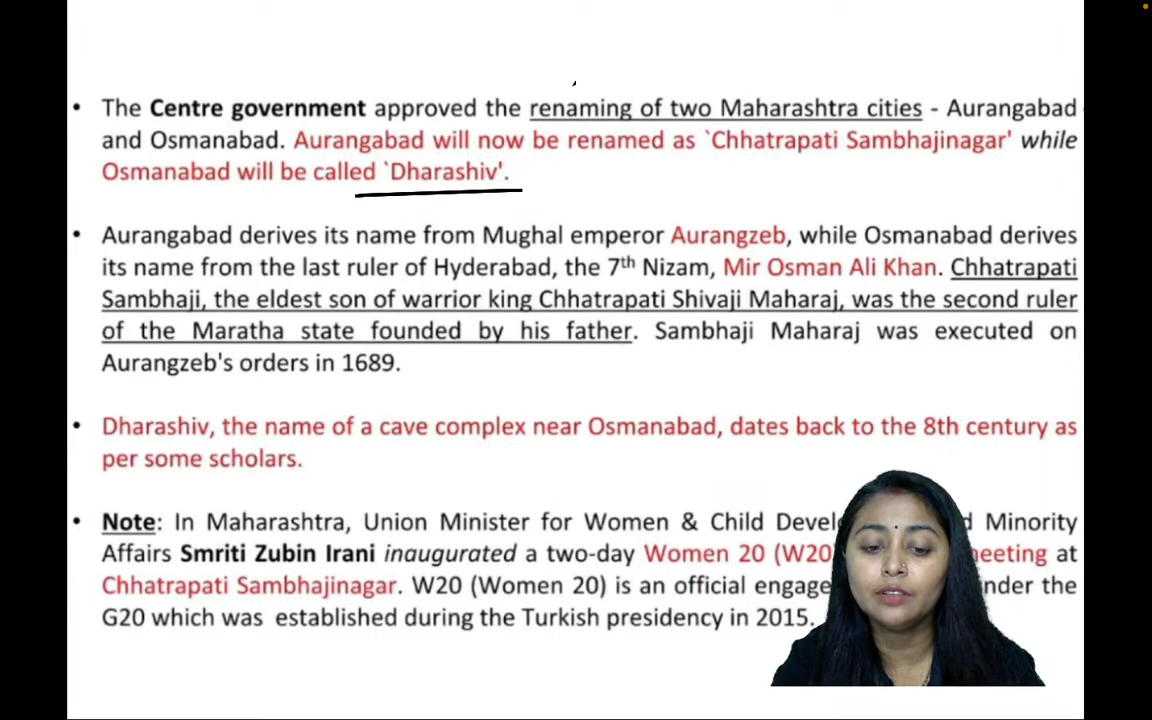 • The Centre government approved the renaming of two Maharashtra cities - Aurangabad
and Osmanabad. Aurangabad will now be renamed as `Chhatrapati Sambhajinagar' while
Osmanabad will be called `Dharashiv'.
• Aurangabad derives its name from Mughal emperor Aurangzeb, while Osmanabad derives
its name from the last ruler of Hyderabad, the 7th Nizam, Mir Osman Ali Khan. Chhatrapati
Sambhaji, the eldest son of warrior king Chhatrapati Shivaji Maharaj, was the second ruler
of the Maratha state founded by his father. Sambhaji Maharaj was executed on
Aurangzeb's orders in 1689.
• Dharashiv, the name of a cave complex near Osmanabad, dates back to the 8th century as
per some scholars.
• Note: In Maharashtra, Union Minister for Women & Child Minority
Affairs Smriti Zubin Irani inaugurated a two-day Women 20 (W20 meeting at
Chhatrapati Sambhajinagar. W20 (Women 20) is an official the
G20 which was established during the Turkish presidency in 2015.